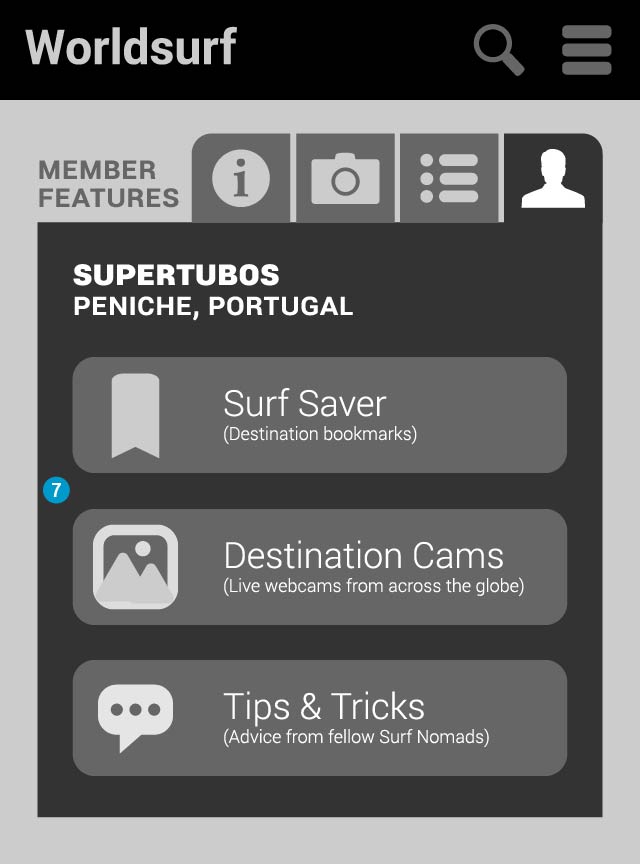 Worldsurf
MEMBER
FEATURES
i
SUPERTUBOS
PENICHE, PORTUGAL
Surf Saver
(Destination bookmarks)
7
Destination Cams
(Live webcams from across the globe)
Tips & Tricks
(Advice from fellow Surf Nomads)